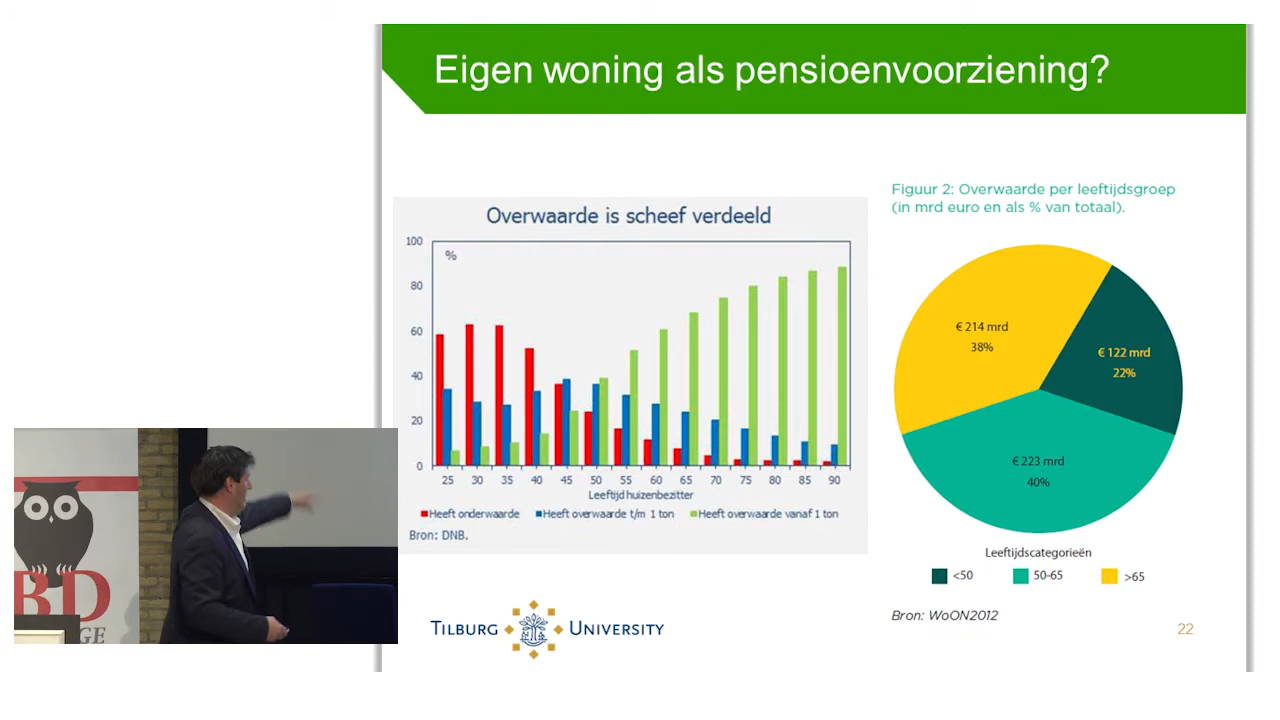 Eigen woning als pensioenvoorziening?
Overwaarde is scheef verdeeld
100
%
80
60
40
20
0
25 30 35 40 45 50 55 60 65 70 75 80 85 90
Leeftijd huizenbezitter
Heeft onderwaarde Heeft overwaarde t/m 1 ton Heeft overwaarde vanaf 1 ton
Bron: DNB.
Figuur 2: Overwaarde per leeftijdsgroep
(in mrd euro en als % van totaal).
€ 214 mrd
38%
€ 122 mrd
22%
€ 223 mrd
40%
Leeftijdscategorieën
<50 50-65 >65
Bron: WoON2012
TILBURG UNIVERSITY
22
BD
GE